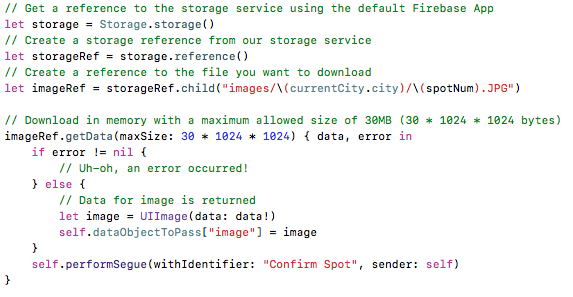 // Get a reference to the storage service using the default Firebase App
let storage = Storage.storage()
// Create a storage reference from our storage service
let storageRef = storage.reference()
// Create a reference to the file you want to download
let imageRef = storageRef.child("images/\(currentCity.city)/\(spotNum).JPG")

// Download in memory with a maximum allowed size of 30MB (30 * 1024 * 1024 bytes)
imageRef.getData(maxSize: 30 * 1024 * 1024) { data, error in
    if error != nil {
        // Uh-oh, an error occurred!
    } else {
        // Data for image is returned
        let image = UIImage(data: data!)
        self.dataObjectToPass["image"] = image
    }
    self.performSegue(withIdentifier: "Confirm Spot", sender: self)
}